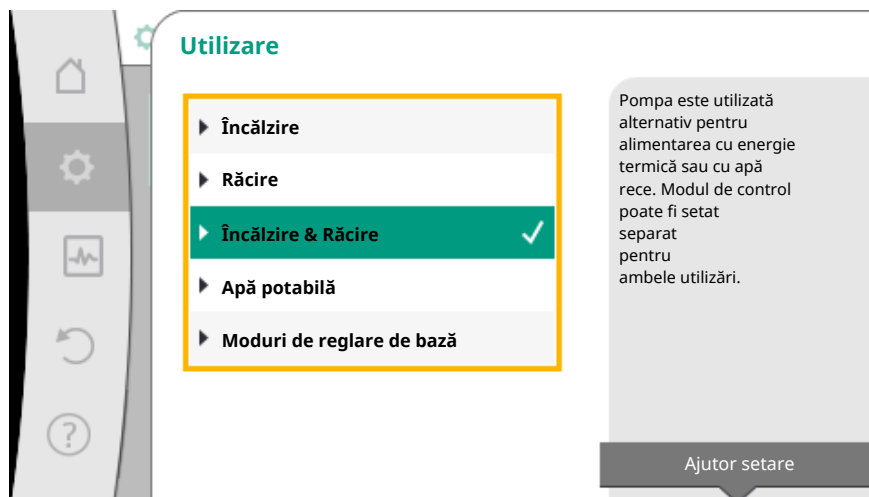 Utilizare
Încălzire
Răcire
Încălzire & Răcire
Apă potabilă
Moduri de reglare de bază
Pompa este utilizată
alternativ pentru
alimentarea cu energie
termică sau cu apă
rece. Modul de control
poate fi setat
separat
pentru
ambele utilizări.
Ajutor setare